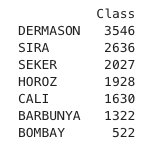 Class
DERMASON 3546
SIRA 2636
SEKER 2027
HOROZ 1928
CALI 1630
BARBUNYA 1322
BOMBAY 522